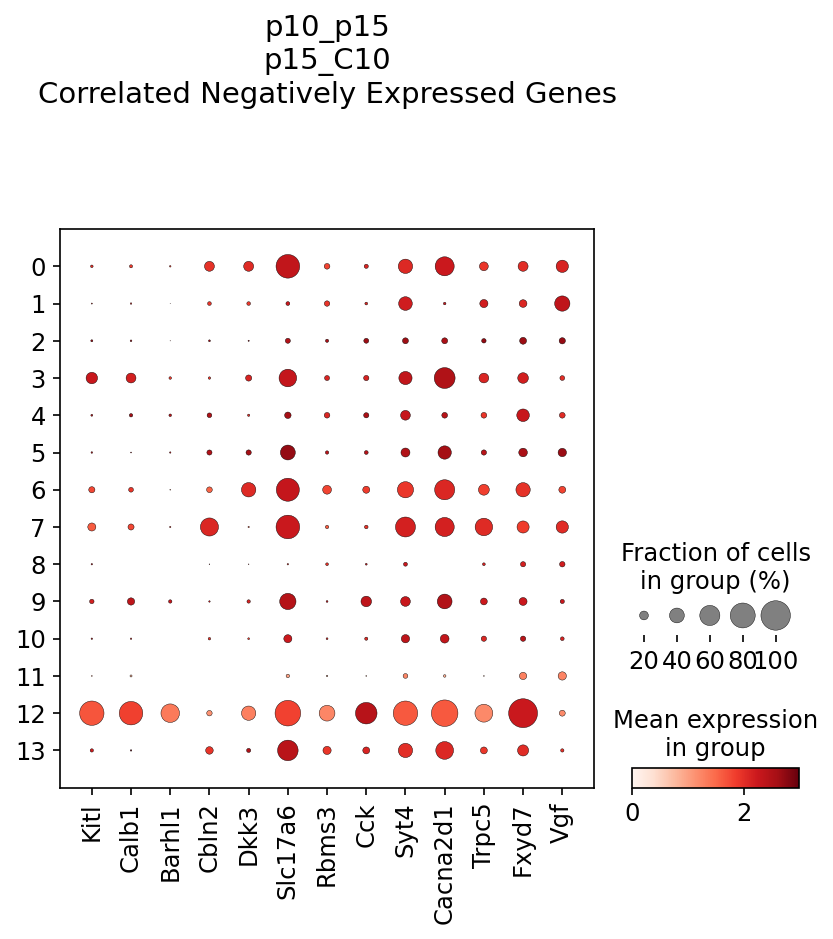 p10_p15
p15_C10
Correlated Negatively Expressed Genes
0
1
2
3
4
5
6
7
8
9
10
11
12
13
Kitl
Calb1
Barhl1
Cbln2
Dkk3
Slc17a6
Rbms3
Cck
Syt4
Cacna2d1
Trpc5
Fxyd7
Vgf
Fraction of cells
in group (%)
20 40 60 80 100
Mean expression
in group
0 2